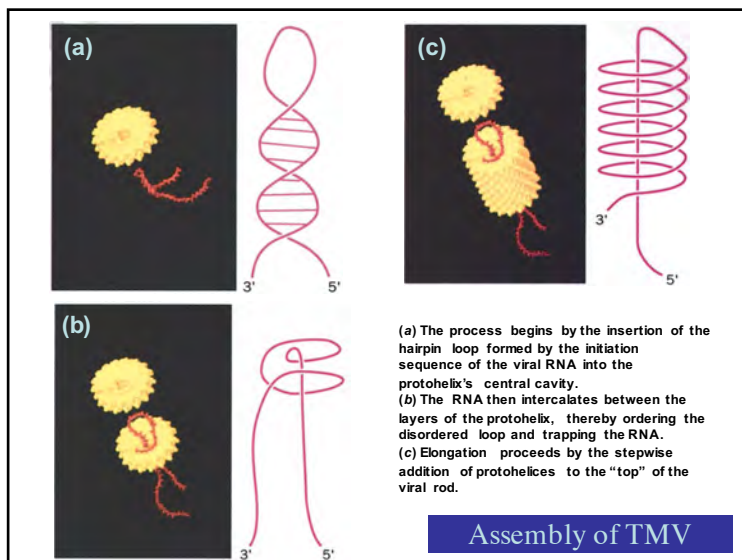 (a)
3'
5'
(b)
3'
5'
(c)
3'
5'
(a) The process begins by the insertion of the
hairpin loop formed by the initiation
sequence of the viral RNA into the
protohelix's central cavity.
(b) The RNA then intercalates between the
layers of the protohelix, thereby ordering the
disordered loop and trapping the RNA.
(c) Elongation proceeds by the stepwise
addition of protohelices to the “top” of the
viral rod.
Assembly of TMV